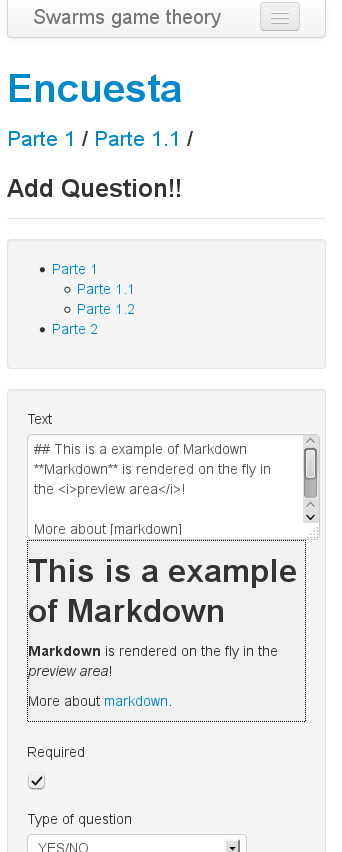 Swarms game theory
Encuesta
Parte 1 / Parte 1.1 /
Add Question!!
Parte 1
Parte 1.1
Parte 1.2
Parte 2
Text
## This is a example of Markdown
**Markdown** is rendered on the fly in
the <i>preview area</i>!
More about [markdown]
This is a example
of Markdown
Markdown is rendered on the fly in the
preview area!
More about markdown.
Required
Type of question
YES/NO